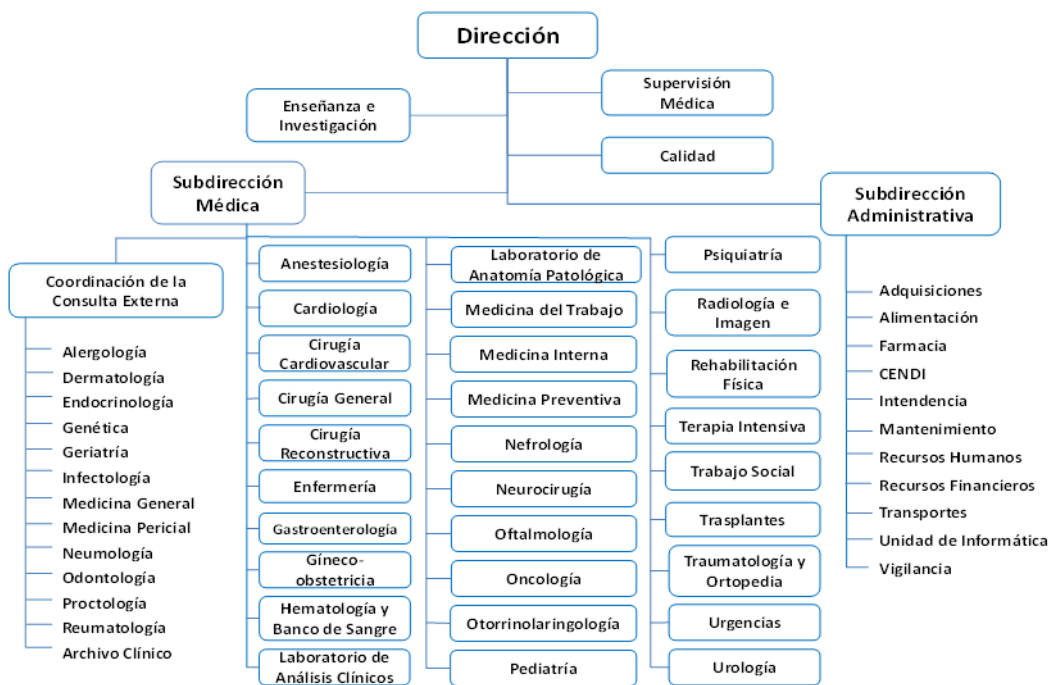 Dirección
Supervisión
Médica
Enseñanza e
Investigación
Calidad
Subdirección
Médica
Subdirección
Administrativa
Coordinación de la
Consulta Externa
Alergología
Dermatología
Endocrinología
Genética
Geriatría
Infectología
Medicina General
Medicina Pericial
Neumología
Odontología
Proctología
Reumatología
Archivo Clínico
Anestesiología
Cardiología
Cirugía
Cardiovascular
Cirugía General
Cirugía
Reconstructiva
Enfermería
Gastroenterología
Gíneco-
obstetricia
Hematología y
Banco de Sangre
Laboratorio de
Análisis Clínicos
Laboratorio de
Anatomía Patológica
Medicina del Trabajo
Medicina Interna
Medicina Preventiva
Nefrología
Neurocirugía
Oftalmología
Oncología
Otorrinolaringología
Pediatría
Psiquiatría
Radiología e
Imagen
Rehabilitación
Física
Terapia Intensiva
Trabajo Social
Trasplantes
Traumatología y
Ortopedia
Urgencias
Urología
Adquisiciones
Alimentación
Farmacia
CENDI
Intendencia
Mantenimiento
Recursos Humanos
Recursos Financieros
Transportes
Unidad de Informática
Vigilancia